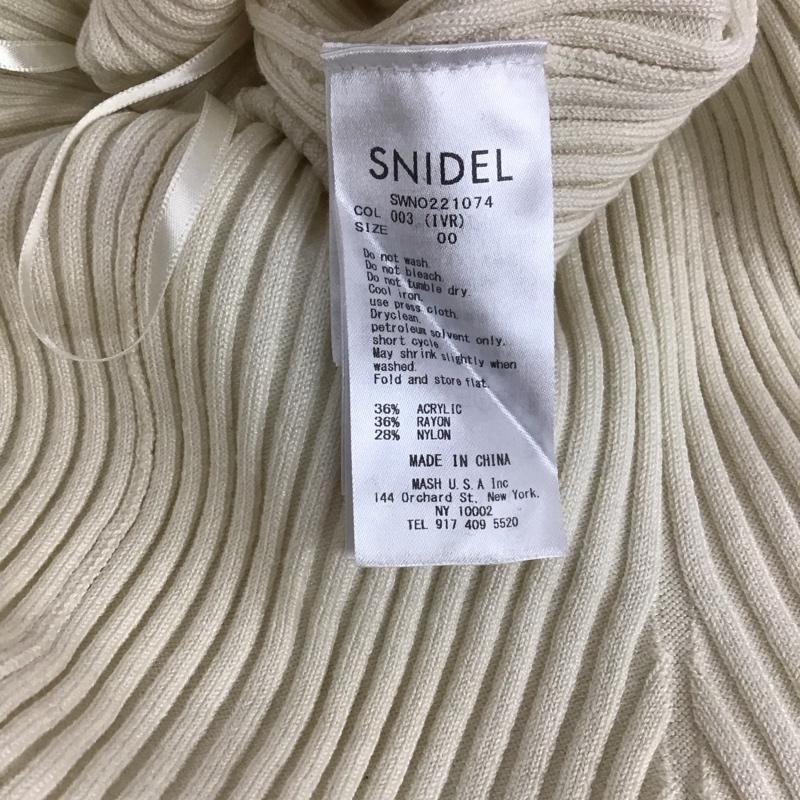 SNIDEL
SWNO221074
COL 003 (IVR)
SIZE 00
Do not wash.
Do not bleach.
Do not tumble dry.
Cool iron.
use press cloth.
Dryclean.
petroleum solvent only.
short cycle
May shrink slightly when
washed.
Fold and store flat.
36% ACRYLIC
36% RAYON
28% NYLON
MADE IN CHINA
MASH U.S.A Inc
144 Orchard St, New York.
NY 10002
TEL 917 409 5520